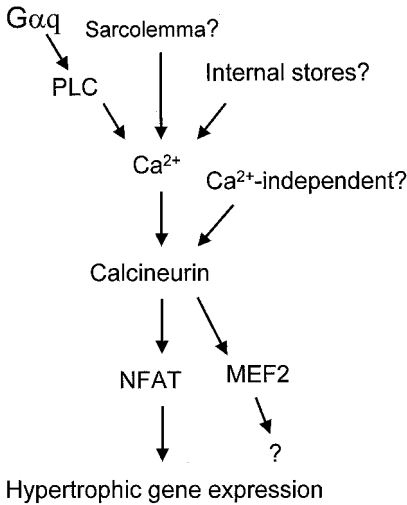 Gαq
Sarcolemma?
PLC
Internal stores?
Ca²⁺
Ca²⁺-independent?
Calcineurin
NFAT
MEF2
?
Hypertrophic gene expression